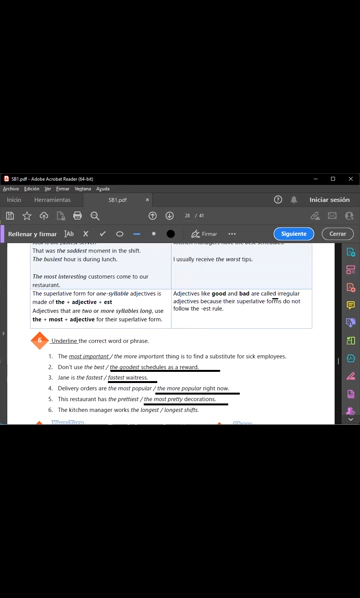 SB1.pdf - Adobe Acrobat Reader (64-bit)
Archivo Edición Ver Firmar Ventana Ayuda
Inicio Herramientas SB1.pdf × Iniciar sesión
/ 41
Rellenar y firmar Ab Firmar ... Siguiente Cerrar
That was the saddest moment in the shift.
The busiest hour is during lunch.
I usually receive the worst tips.
The most interesting customers come to our
restaurant.
The superlative form for one-syllable adjectives is
made of the + adjective + est
Adjectives that are two or more syllables long, use
the + most + adjective for their superlative form.
Adjectives like good and bad are called irregular
adjectives because their superlative forms do not
follow the -est rule.
6 Underline the correct word or phrase.
1. The most important / the more important thing is to find a substitute for sick employees.
2. Don't use the best / the goodest schedules as a reward.
3. Jane is the fastest / fastest waitress.
4. Delivery orders are the most popular / the more popular right now.
5. This restaurant has the prettiest / the most pretty decorations.
6. The kitchen manager works the longest / longest shifts.